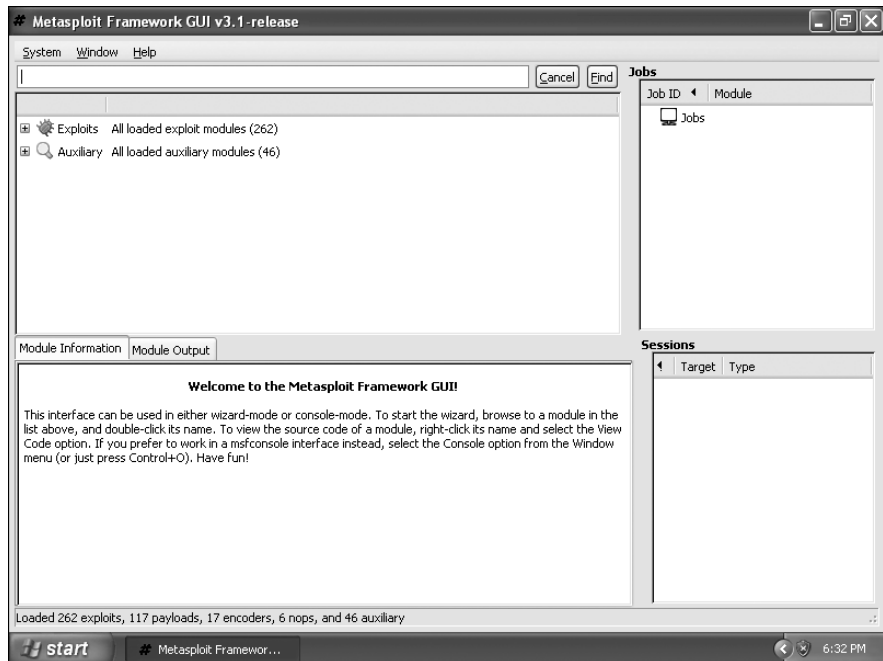 # Metasploit Framework GUI v3.1-release
System Window Help
Cancel Find
Exploits All loaded exploit modules (262)
Auxiliary All loaded auxiliary modules (46)
Jobs
Job ID Module
Jobs
Module Information Module Output
Welcome to the Metasploit Framework GUI!
This interface can be used in either wizard-mode or console-mode. To start the wizard, browse to a module in the
list above, and double-click its name. To view the source code of a module, right-click its name and select the View
Code option. If you prefer to work in a msfconsole interface instead, select the Console option from the Window
menu (or just press Control+O). Have fun!
Sessions
Target Type
Loaded 262 exploits, 117 payloads, 17 encoders, 6 nops, and 46 auxiliary
start # Metasploit Framewor... 6:32 PM